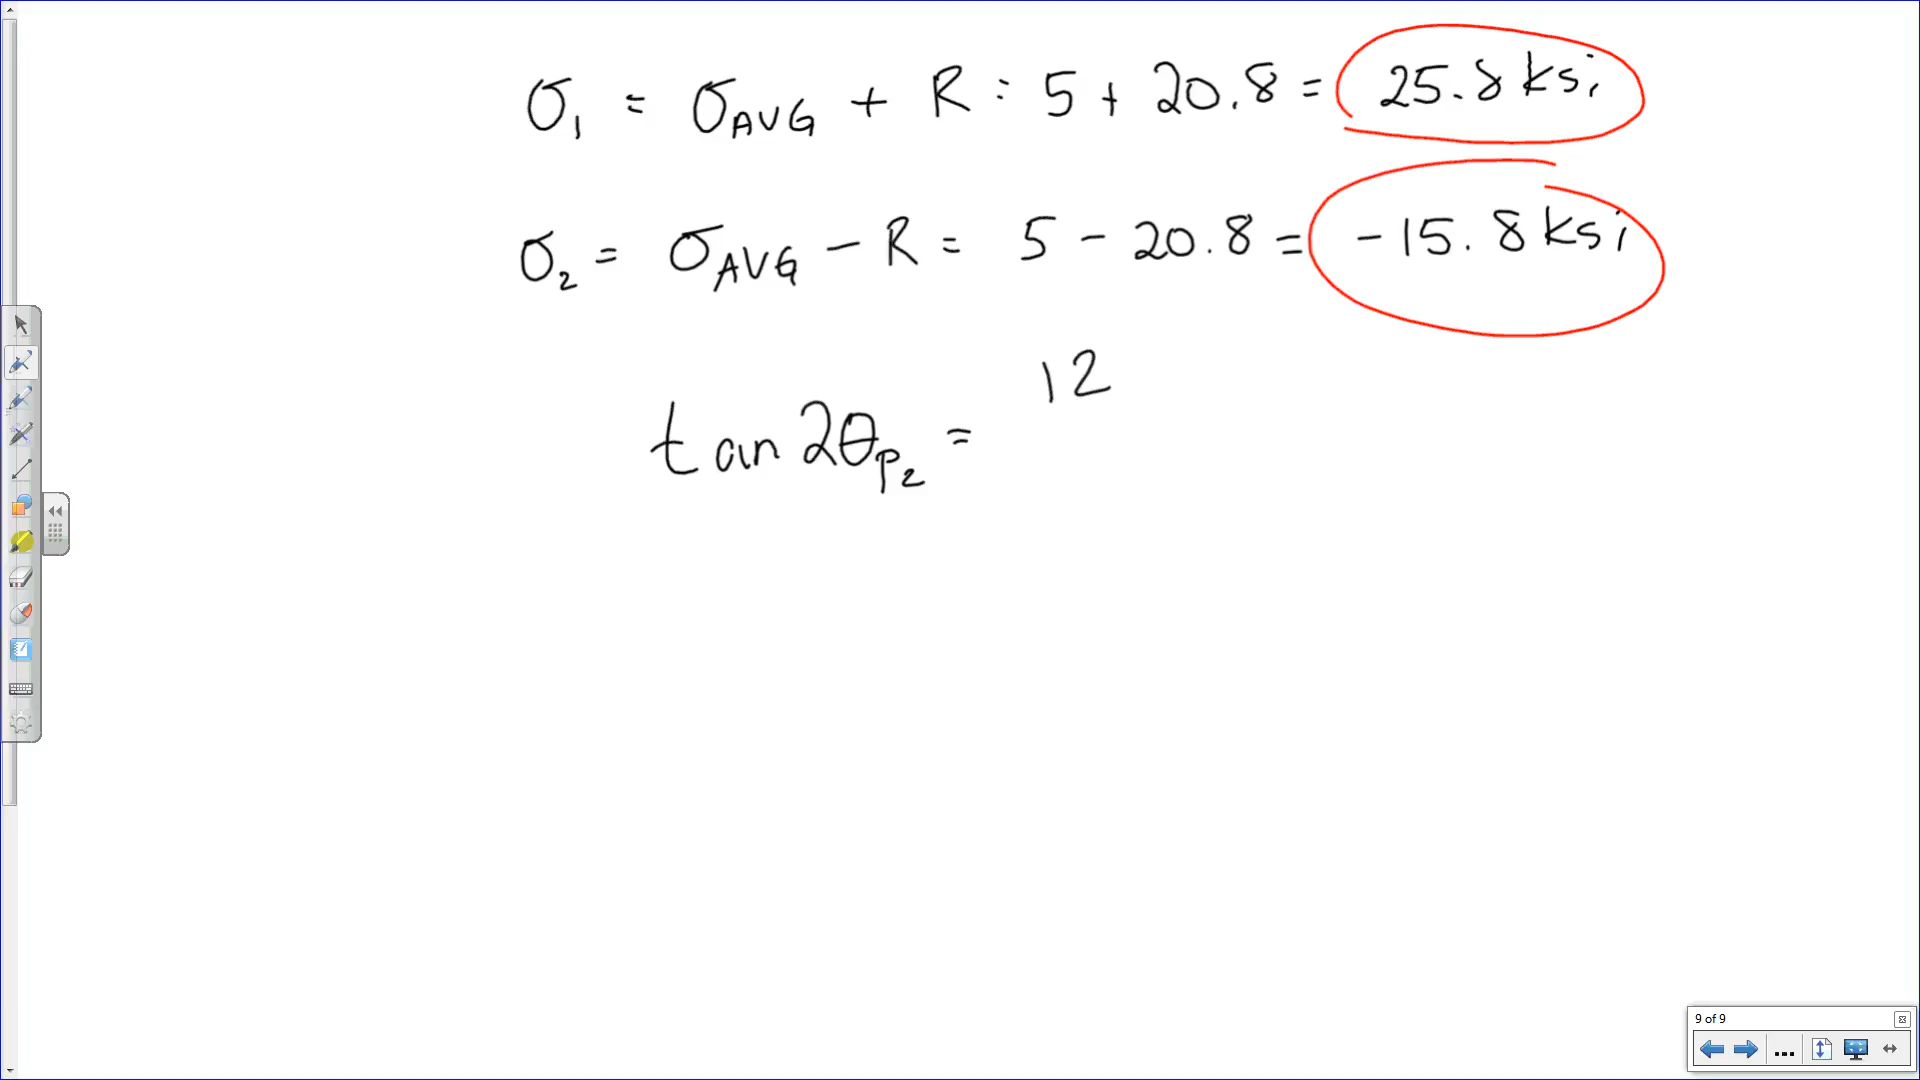 σ₁ = σAVG + R = 5 + 20.8 = 25.8 ksi
σ₂ = σAVG − R = 5 − 20.8 = −15.8 ksi
12
tan 2θp₂ =
9 of 9